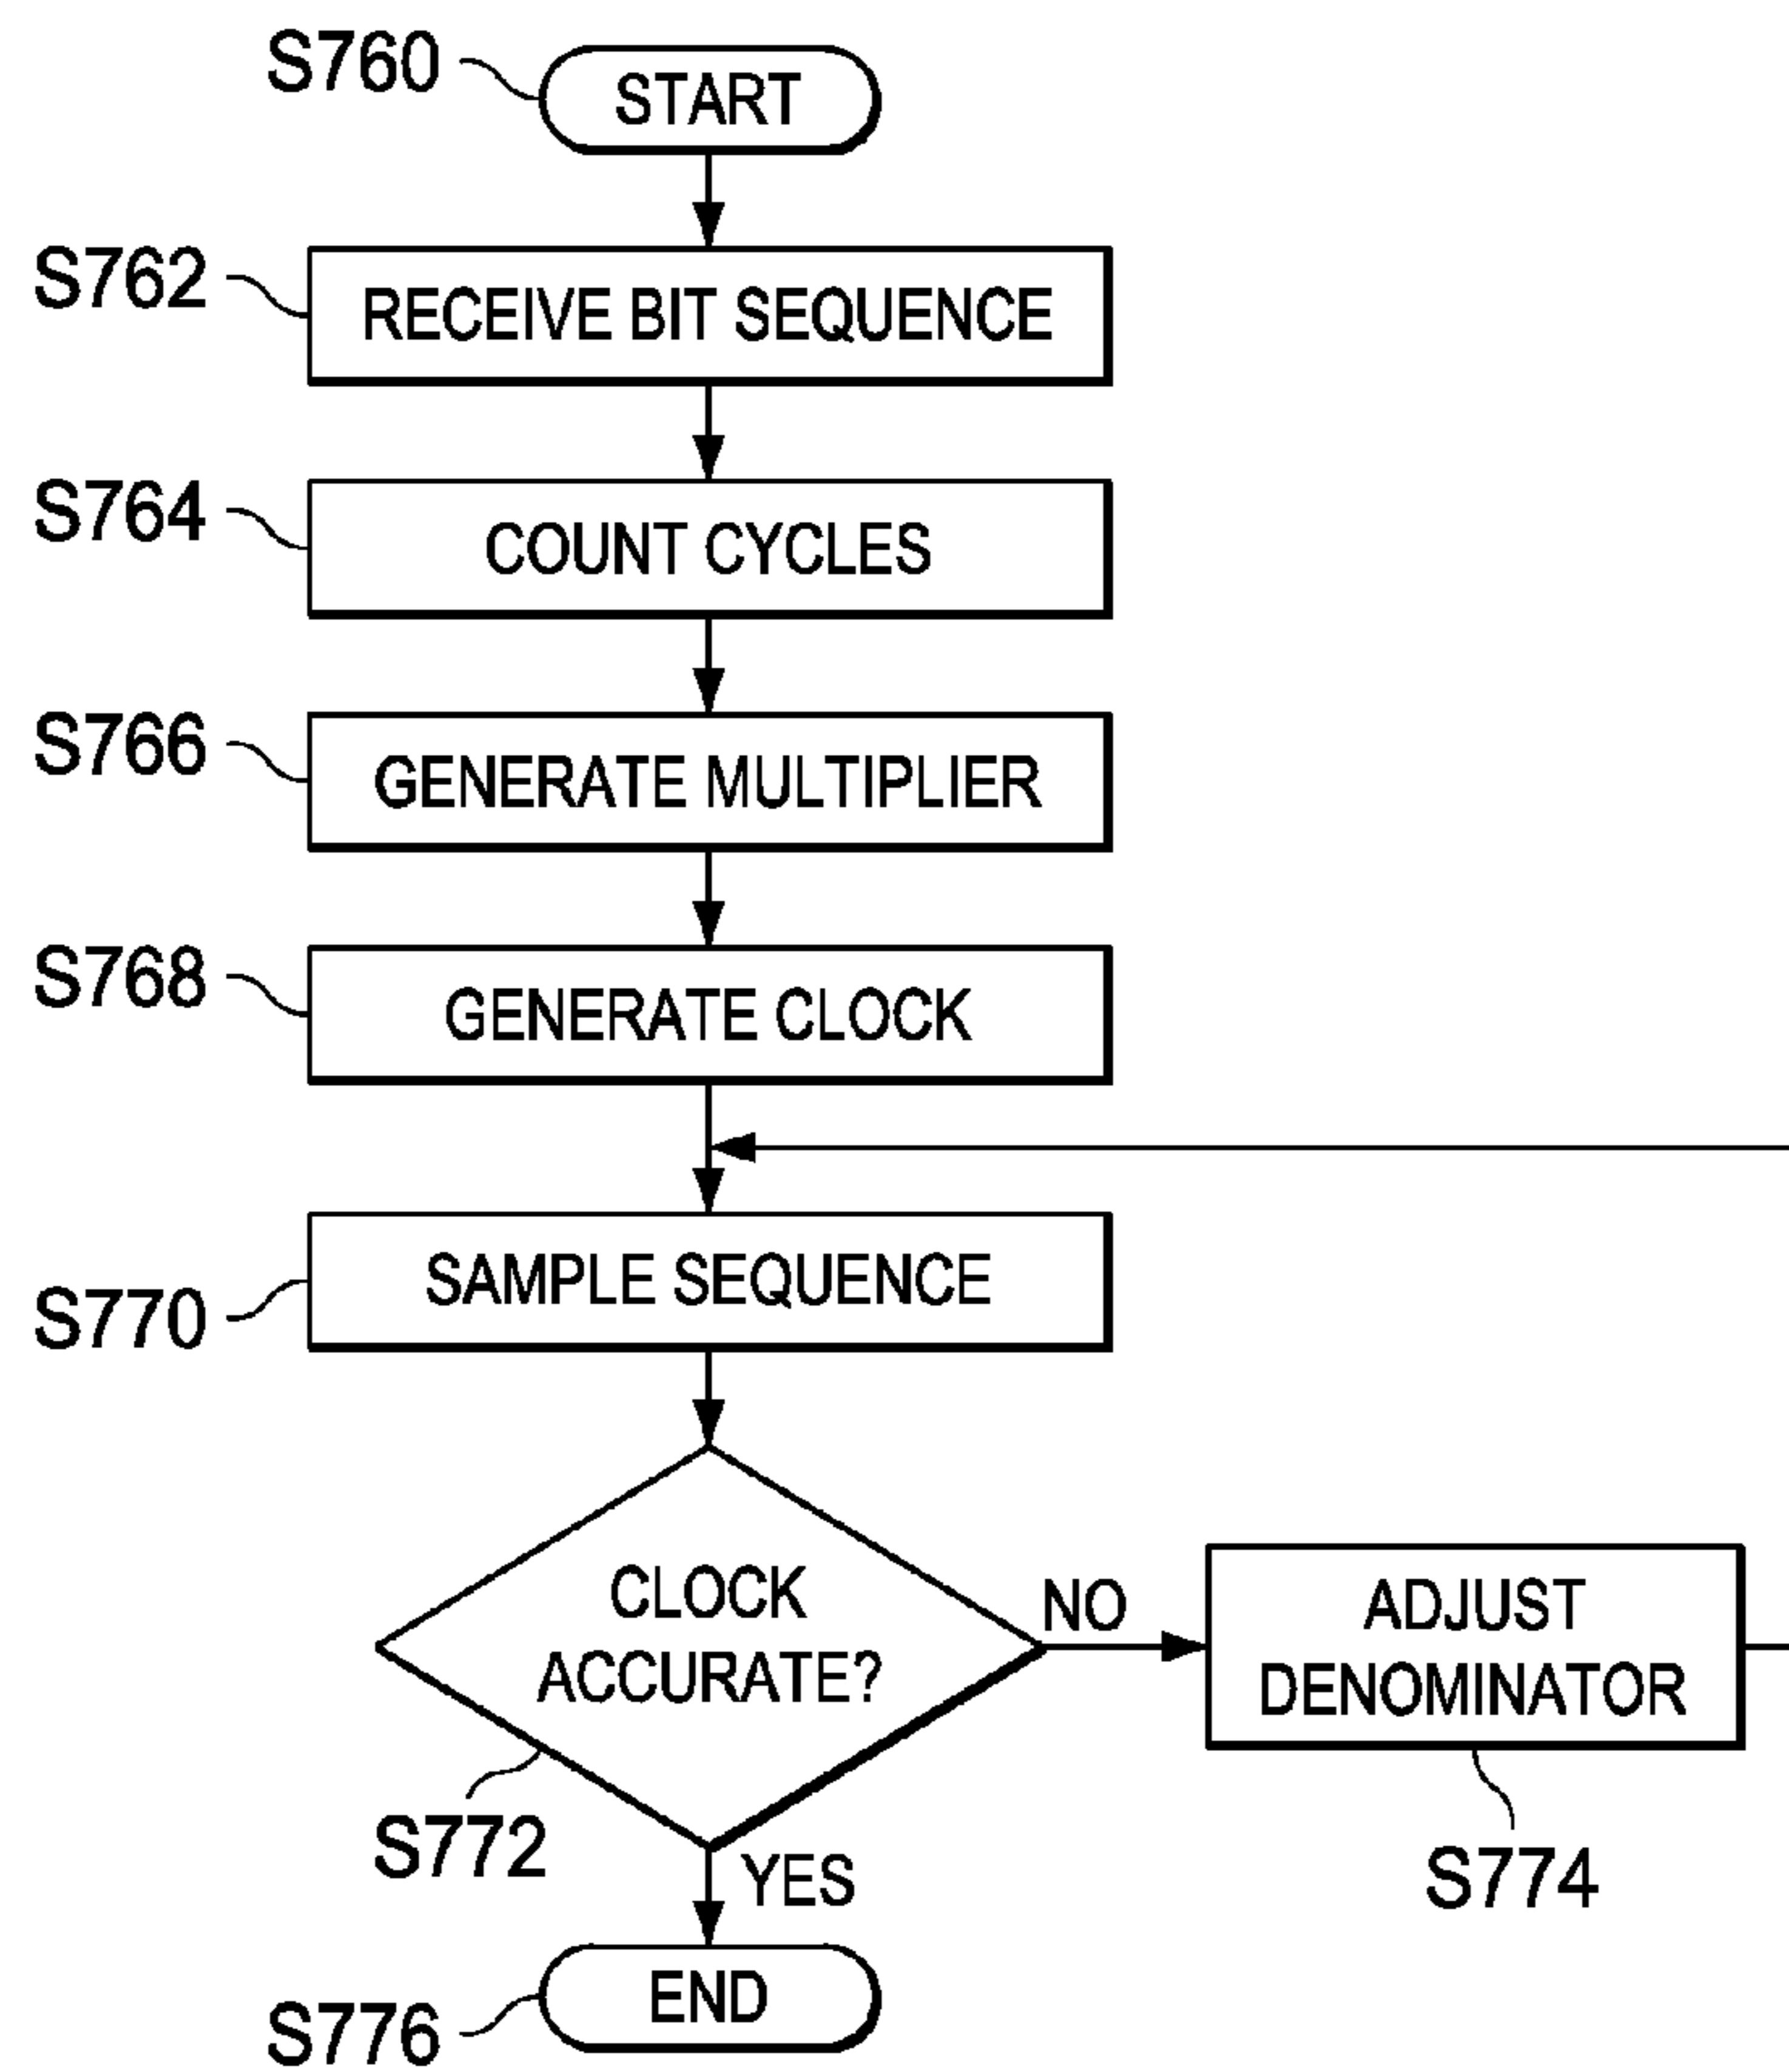 S760
START
S762
RECEIVE BIT SEQUENCE
S764
COUNT CYCLES
S766
GENERATE MULTIPLIER
S768
GENERATE CLOCK
S770
SAMPLE SEQUENCE
CLOCK
ACCURATE?
NO
ADJUST
DENOMINATOR
S772
YES
S774
END
S776